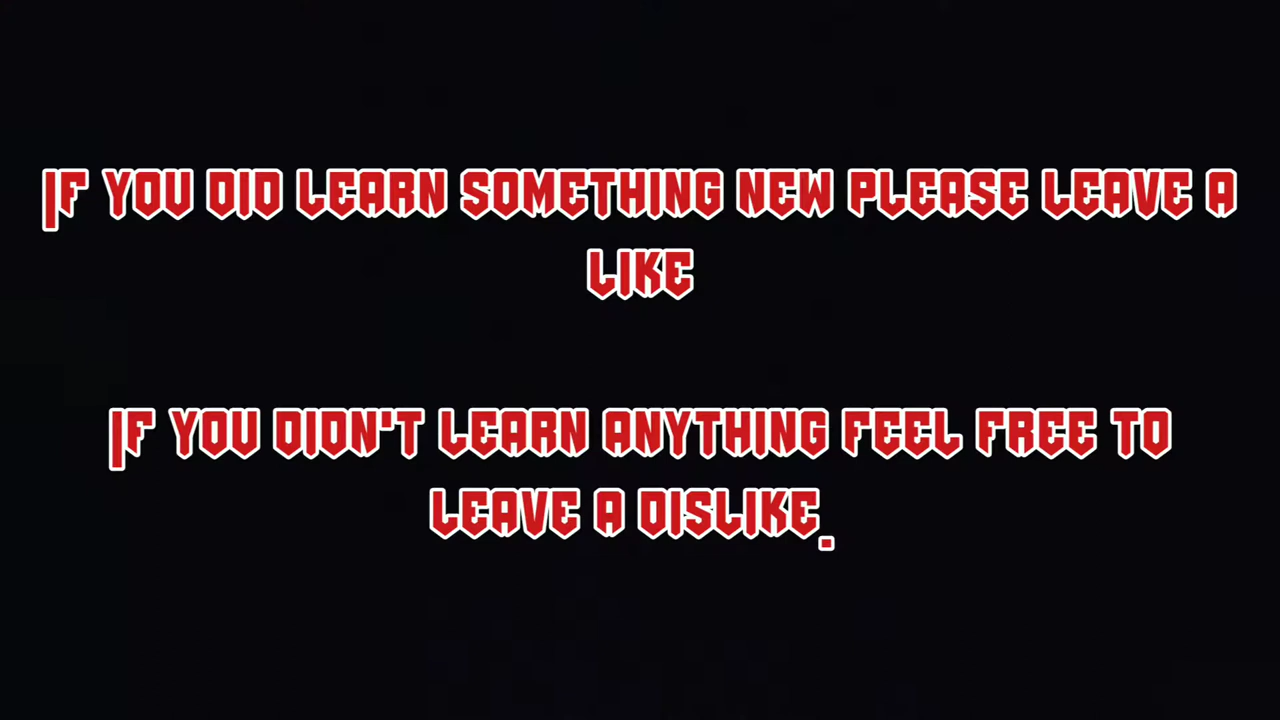 If you did learn something new please leave a
like
If you didn't learn anything feel free to
leave a dislike.